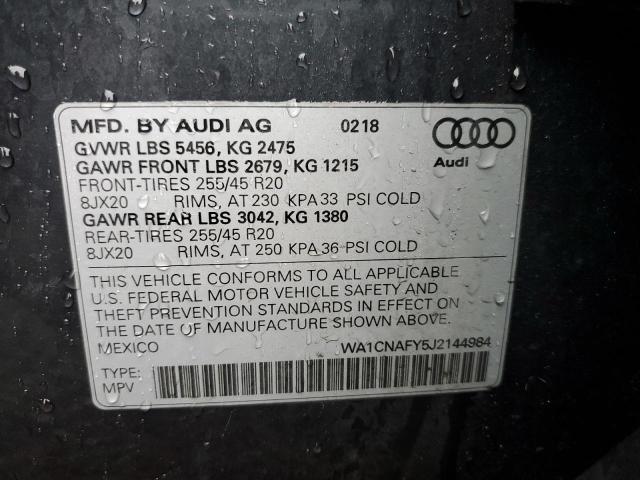 MFD. BY AUDI AG 0218
GVWR LBS 5456, KG 2475
GAWR FRONT LBS 2679, KG 1215
Audi
FRONT-TIRES 255/45 R20
8JX20 RIMS, AT 230 KPA 33 PSI COLD
GAWR REAR LBS 3042, KG 1380
REAR-TIRES 255/45 R20
8JX20 RIMS, AT 250 KPA 36 PSI COLD
THIS VEHICLE CONFORMS TO ALL APPLICABLE
U.S. FEDERAL MOTOR VEHICLE SAFETY AND
THEFT PREVENTION STANDARDS IN EFFECT ON
THE DATE OF MANUFACTURE SHOWN ABOVE.
MEXICO WA1CNAFY5J2144984
TYPE:
MPV